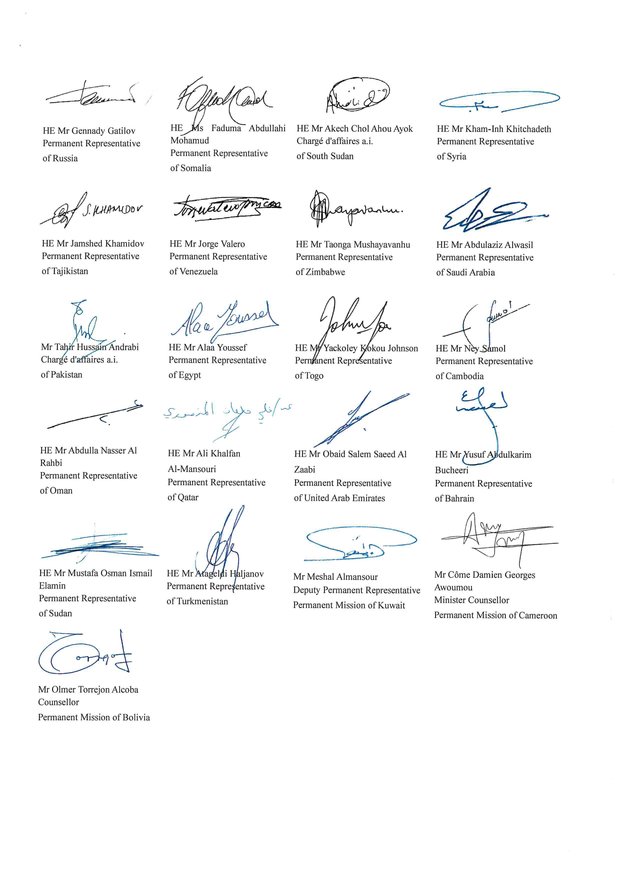 HE Mr Gennady Gatilov
Permanent Representative
of Russia
HE Ms Faduma Abdullahi
Mohamud
Permanent Representative
of Somalia
HE Mr Akech Chol Ahou Ayok
Chargé d'affaires a.i.
of South Sudan
HE Mr Kham-Inh Khitchadeth
Permanent Representative
of Syria
S. KHAMIDOV
HE Mr Jamshed Khamidov
Permanent Representative
of Tajikistan
HE Mr Jorge Valero
Permanent Representative
of Venezuela
HE Mr Taonga Mushayavanhu
Permanent Representative
of Zimbabwe
HE Mr Abdulaziz Alwasil
Permanent Representative
of Saudi Arabia
Mr Tahir Hussain Andrabi
Chargé d'affaires a.i.
of Pakistan
Alaa Youssef
HE Mr Alaa Youssef
Permanent Representative
of Egypt
HE Mr Yackoley Kokou Johnson
Permanent Representative
of Togo
HE Mr Ney Samol
Permanent Representative
of Cambodia
HE Mr Abdulla Nasser Al
Rahbi
Permanent Representative
of Oman
HE Mr Ali Khalfan
Al-Mansouri
Permanent Representative
of Qatar
HE Mr Obaid Salem Saeed Al
Zaabi
Permanent Representative
of United Arab Emirates
HE Mr Yusuf Abdulkarim
Bucheeri
Permanent Representative
of Bahrain
HE Mr Mustafa Osman Ismail
Elamin
Permanent Representative
of Sudan
HE Mr Atageldi Haljanov
Permanent Representative
of Turkmenistan
Mr Meshal Almansour
Deputy Permanent Representative
Permanent Mission of Kuwait
Mr Côme Damien Georges
Awoumou
Minister Counsellor
Permanent Mission of Cameroon
Mr Olmer Torrejon Alcoba
Counsellor
Permanent Mission of Bolivia